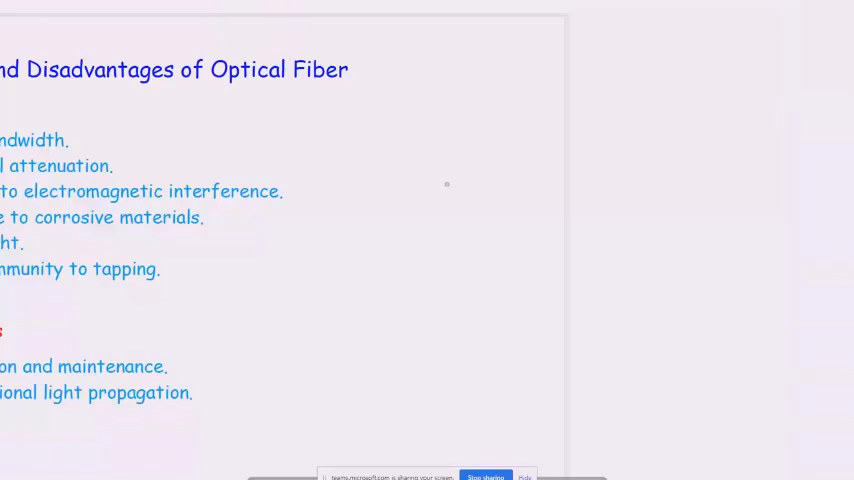 nd Disadvantages of Optical Fiber
ndwidth.
l attenuation.
to electromagnetic interference.
e to corrosive materials.
ht.
mmunity to tapping.
s
on and maintenance.
ional light propagation.
teams.microsoft.com is sharing your screen. Stop sharing Hide